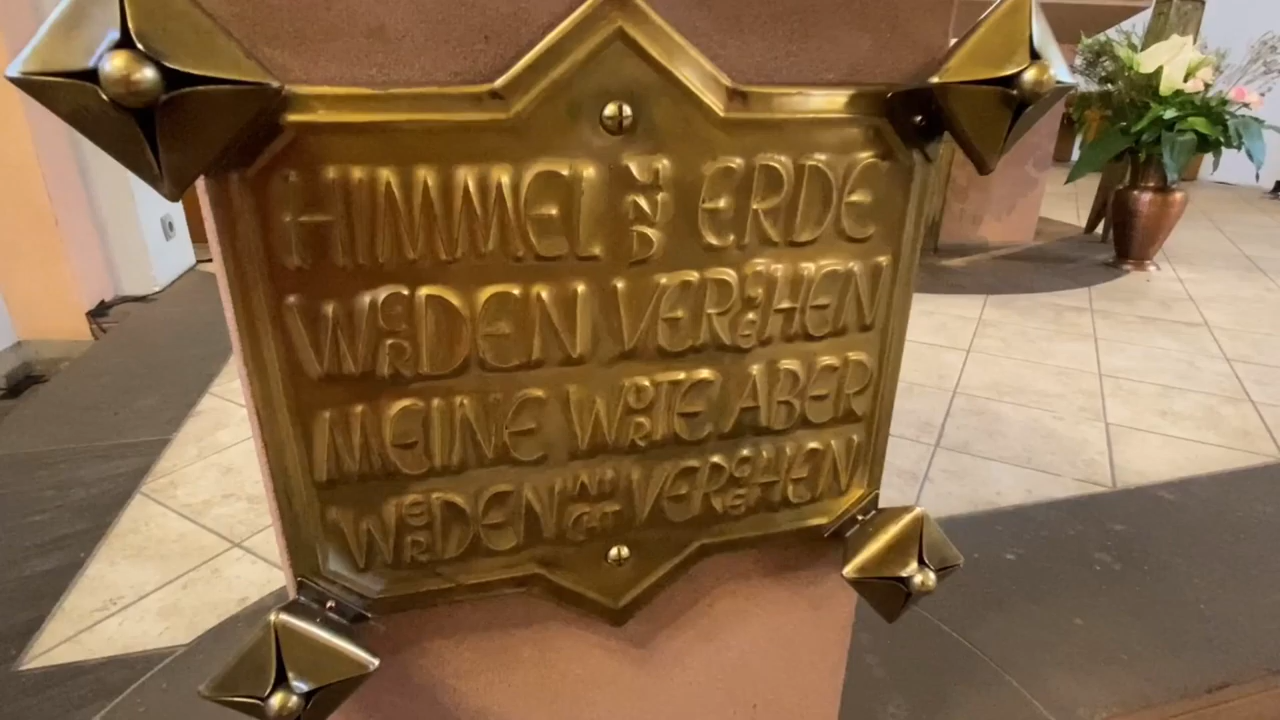 HIMMEL UND ERDE
WERDEN VERGEHEN
MEINE WORTE ABER
WERDEN NICHT VERGEHEN